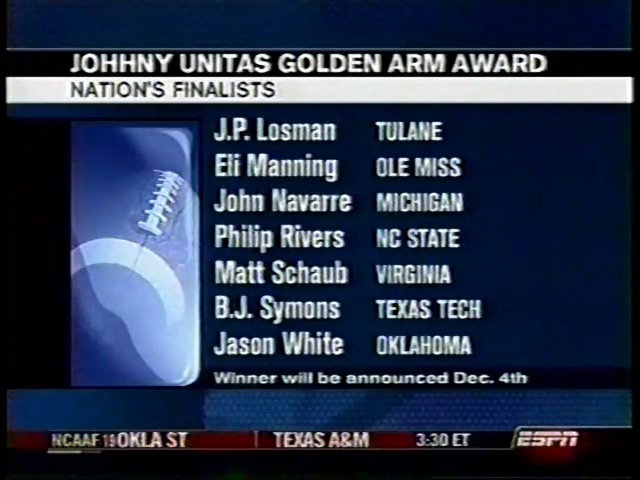 JOHHNY UNITAS GOLDEN ARM AWARD
NATION'S FINALISTS
J.P. Losman TULANE
Eli Manning OLE MISS
John Navarre MICHIGAN
Philip Rivers NC STATE
Matt Schaub VIRGINIA
B.J. Symons TEXAS TECH
Jason White OKLAHOMA
Winner will be announced Dec. 4th
NCAAF 19 OKLA ST TEXAS A&M 3:30 ET ESPN